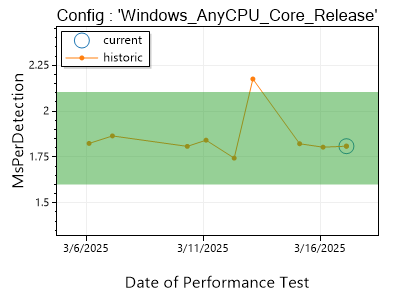 Config : 'Windows_AnyCPU_Core_Release'
current
historic
2.25
2
1.75
1.5
MsPerDetection
3/6/2025
3/11/2025
3/16/2025
Date of Performance Test